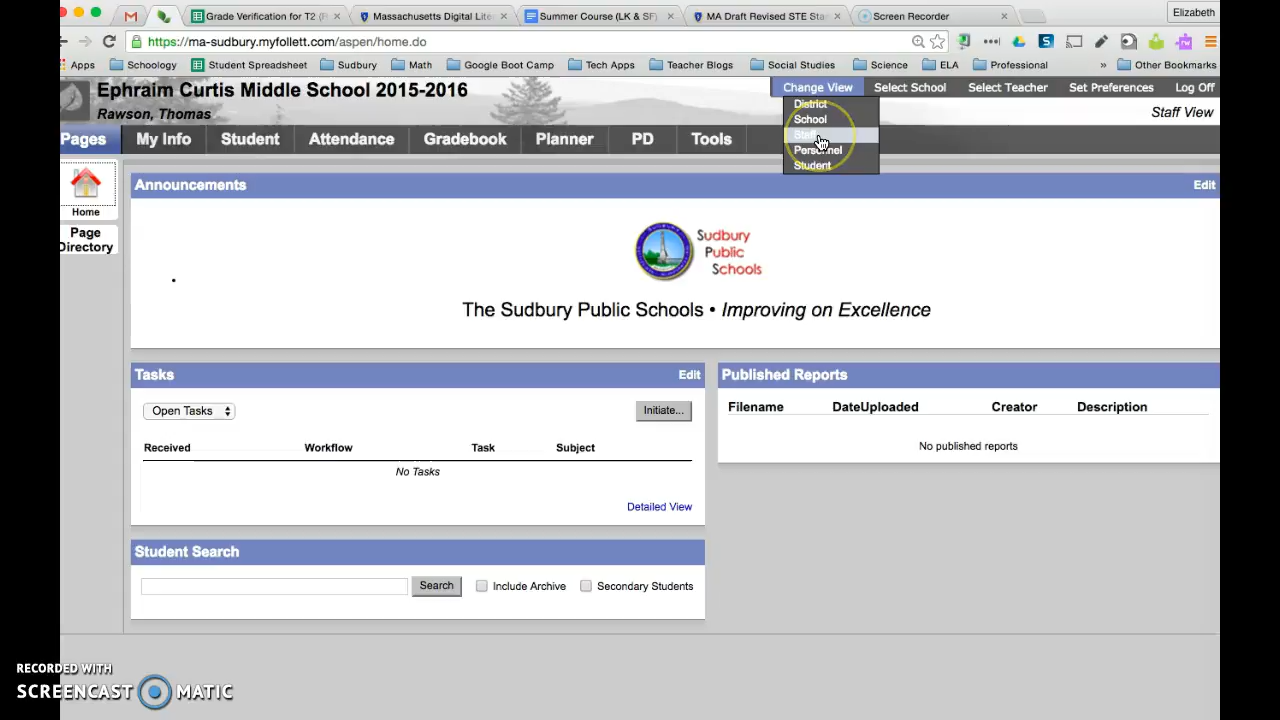 Grade Verification for T2 (P
Massachusetts Digital Lite
Summer Course (LK & SF)
MA Draft Revised STE Sta
Screen Recorder
Elizabeth
https://ma-sudbury.myfollett.com/aspen/home.do
Apps
Schoology
Student Spreadsheet
Sudbury
Math
Google Boot Camp
Tech Apps
Teacher Blogs
Social Studies
Science
ELA
Professional
»
Other Bookmarks
Ephraim Curtis Middle School 2015-2016
Change View
Select School
Select Teacher
Set Preferences
Log Off
Rawson, Thomas
Staff View
District
School
Staff
Personnel
Student
Pages
My Info
Student
Attendance
Gradebook
Planner
PD
Tools
Home
Page
Directory
Announcements
Edit
Sudbury
Public
Schools
The Sudbury Public Schools • Improving on Excellence
Tasks
Edit
Open Tasks
Initiate...
Received Workflow Task Subject
No Tasks
Detailed View
Published Reports
Filename DateUploaded Creator Description
No published reports
Student Search
Search
Include Archive
Secondary Students
RECORDED WITH
SCREENCAST MATIC